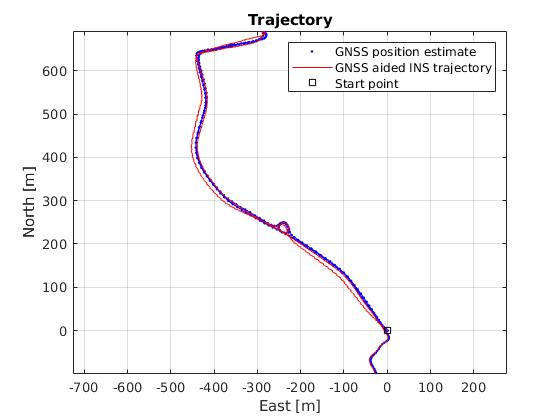 Trajectory
GNSS position estimate
GNSS aided INS trajectory
Start point
600
500
400
300
200
100
0
North [m]
-700 -600 -500 -400 -300 -200 -100 0 100 200
East [m]